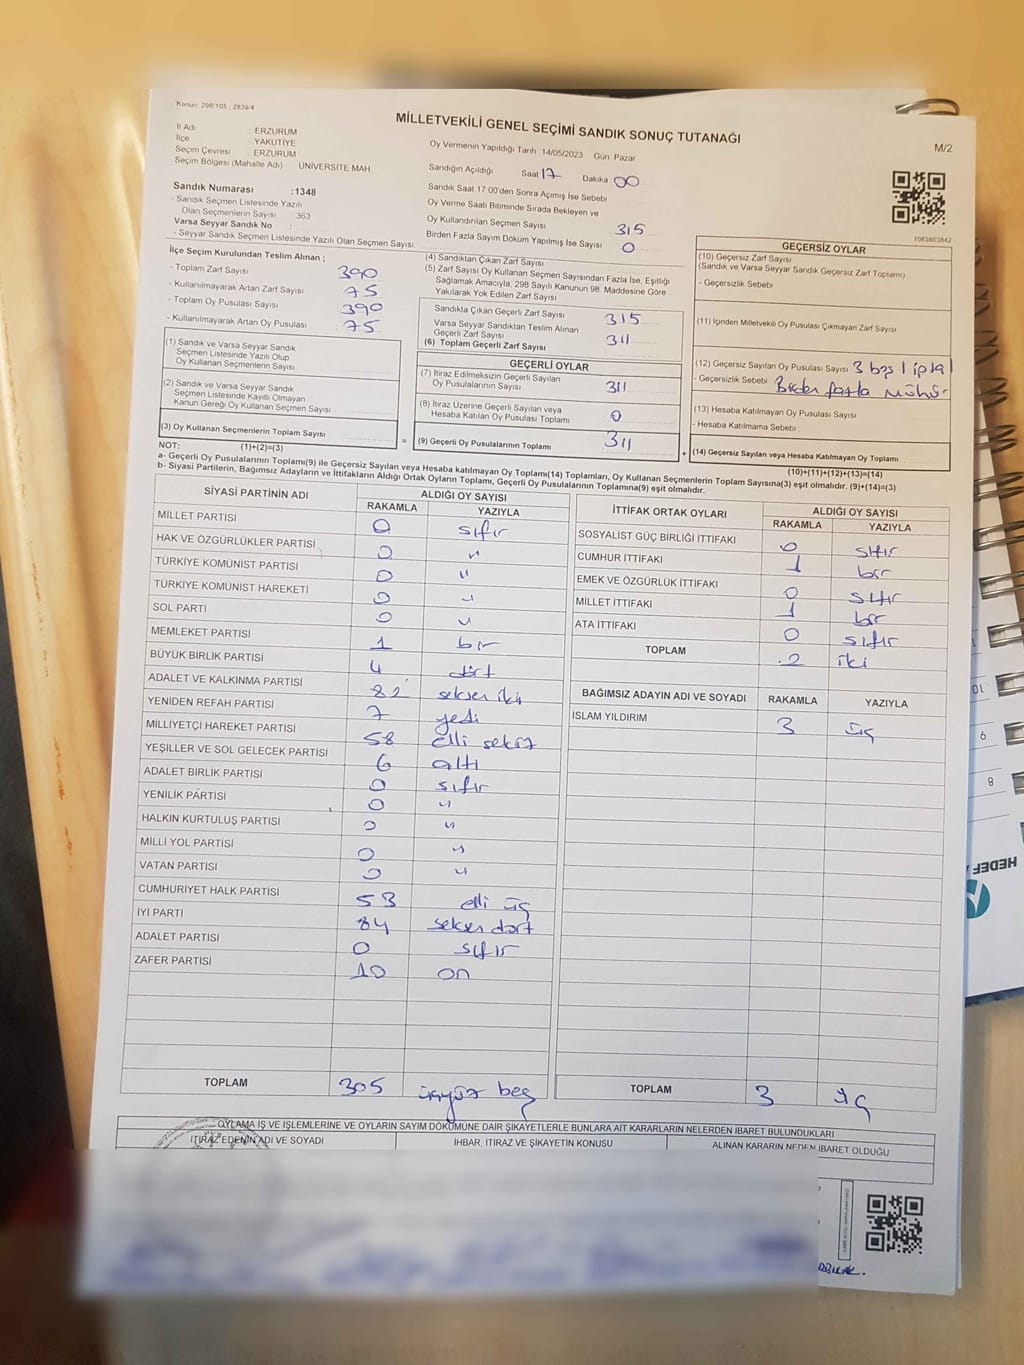 Kanun: 298/105 , 2839/4
MİLLETVEKİLİ GENEL SEÇİMİ SANDIK SONUÇ TUTANAĞI
M/2
İl Adı ERZURUM
İlçe YAKUTİYE
Seçim Çevresi ERZURUM
Seçim Bölgesi (Mahalle Adı) ÜNİVERSİTE MAH
Oy Vermenin Yapıldığı Tarih 14/05/2023 Gün: Pazar
Sandığın Açıldığı Saat 17 Dakika 00
Sandık Saat 17.00'den Sonra Açılmış İse Sebebi
Oy Verme Saati Bitiminde Sırada Bekleyen ve
Oy Kullandırılan Seçmen Sayısı 315
Birden Fazla Sayım Döküm Yapılmış İse Sayısı 0
Sandık Numarası :1348
- Sandık Seçmen Listesinde Yazılı
Olan Seçmenlerin Sayısı 363
Varsa Seyyar Sandık No :
- Seyyar Sandık Seçmen Listesinde Yazılı Olan Seçmen Sayısı:
1983603842
İlçe Seçim Kurulundan Teslim Alınan ;
- Toplam Zarf Sayısı 390
- Kullanılmayarak Artan Zarf Sayısı 75
- Toplam Oy Pusulası Sayısı 390
- Kullanılmayarak Artan Oy Pusulası 75
(1) Sandık ve Varsa Seyyar Sandık
Seçmen Listesinde Yazılı Olup
Oy Kullanan Seçmenlerin Sayısı
(2) Sandık ve Varsa Seyyar Sandık
Seçmen Listesinde Kayıtlı Olmayan
Kanun Gereği Oy Kullanan Seçmen Sayısı
(3) Oy Kullanan Seçmenlerin Toplam Sayısı
(1)+(2)=(3)
(4) Sandıktan Çıkan Zarf Sayısı
(5) Zarf Sayısı Oy Kullanan Seçmen Sayısından Fazla İse, Eşitliği
Sağlamak Amacıyla; 298 Sayılı Kanunun 98. Maddesine Göre
Yakılarak Yok Edilen Zarf Sayısı
Sandıkta Çıkan Geçerli Zarf Sayısı 315
Varsa Seyyar Sandıktan Teslim Alınan
Geçerli Zarf Sayısı 311
(6) Toplam Geçerli Zarf Sayısı
GEÇERLİ OYLAR
(7) İtiraz Edilmeksizin Geçerli Sayılan
Oy Pusulalarının Sayısı 311
(8) İtiraz Üzerine Geçerli Sayılan veya
Hesaba Katılan Oy Pusulası Toplamı 0
= (9) Geçerli Oy Pusulalarının Toplamı 311 +
GEÇERSİZ OYLAR
(10) Geçersiz Zarf Sayısı
(Sandık ve Varsa Seyyar Sandık Geçersiz Zarf Toplamı)
- Geçersizlik Sebebi
(11) İçinden Milletvekili Oy Pusulası Çıkmayan Zarf Sayısı
(12) Geçersiz Sayılan Oy Pusulası Sayısı 3 boş 1 iptal
- Geçersizlik Sebebi Birden fazla mühür
(13) Hesaba Katılmayan Oy Pusulası Sayısı
- Hesaba Katılmama Sebebi :
(14) Geçersiz Sayılan veya Hesaba Katılmayan Oy Toplamı
(10)+(11)+(12)+(13)=(14)
NOT:
a- Geçerli Oy Pusulaları Toplamı(9) ile Geçersiz Sayılan veya Hesaba katılmayan Oy Toplamı(14) Toplamları, Oy Kullanan Seçmenlerin Toplam Sayısına(3) eşit olmalıdır. (9)+(14)=(3)
b- Siyasi Partilerin, Bağımsız Adayların ve İttifakların Aldığı Ortak Oyların Toplamı, Geçerli Oy Pusulalarının Toplamına(9) eşit olmalıdır.
SİYASİ PARTİNİN ADI ALDIĞI OY SAYISI
RAKAMLA YAZIYLA
MİLLET PARTİSİ 0 sıfır
HAK VE ÖZGÜRLÜKLER PARTİSİ 0 "
TÜRKİYE KOMÜNİST PARTİSİ 0 "
TÜRKİYE KOMÜNİST HAREKETİ 0 "
SOL PARTİ 0 "
MEMLEKET PARTİSİ 1 bir
BÜYÜK BİRLİK PARTİSİ 4 dört
ADALET VE KALKINMA PARTİSİ 82 seksen iki
YENİDEN REFAH PARTİSİ 7 yedi
MİLLİYETÇİ HAREKET PARTİSİ 58 elli sekiz
YEŞİLLER VE SOL GELECEK PARTİSİ 6 altı
ADALET BİRLİK PARTİSİ 0 sıfır
YENİLİK PARTİSİ 0 "
HALKIN KURTULUŞ PARTİSİ 0 "
MİLLİ YOL PARTİSİ 0 "
VATAN PARTİSİ 0 "
CUMHURİYET HALK PARTİSİ 53 elli üç
İYİ PARTİ 84 seksen dört
ADALET PARTİSİ 0 sıfır
ZAFER PARTİSİ 10 on
TOPLAM 305 üçyüz beş
İTTİFAK ORTAK OYLARI ALDIĞI OY SAYISI
RAKAMLA YAZIYLA
SOSYALİST GÜÇ BİRLİĞİ İTTİFAKI 0 sıfır
CUMHUR İTTİFAKI 1 bir
EMEK VE ÖZGÜRLÜK İTTİFAKI 0 sıfır
MİLLET İTTİFAKI 1 bir
ATA İTTİFAKI 0 sıfır
TOPLAM 2 iki
BAĞIMSIZ ADAYIN ADI VE SOYADI RAKAMLA YAZIYLA
İSLAM YILDIRIM 3 üç
TOPLAM 3 üç
OYLAMA İŞ VE İŞLEMLERİNE VE OYLARIN SAYIM DÖKÜMÜNE DAİR ŞİKAYETLERLE BUNLARA AİT KARARLARIN NELERDEN İBARET BULUNDUKLARI
İTİRAZ EDENİN ADI VE SOYADI İHBAR, İTİRAZ VE ŞİKAYETİN KONUSU ALINAN KARARIN NEDEN İBARET OLDUĞU
10
9
8
HEDEF